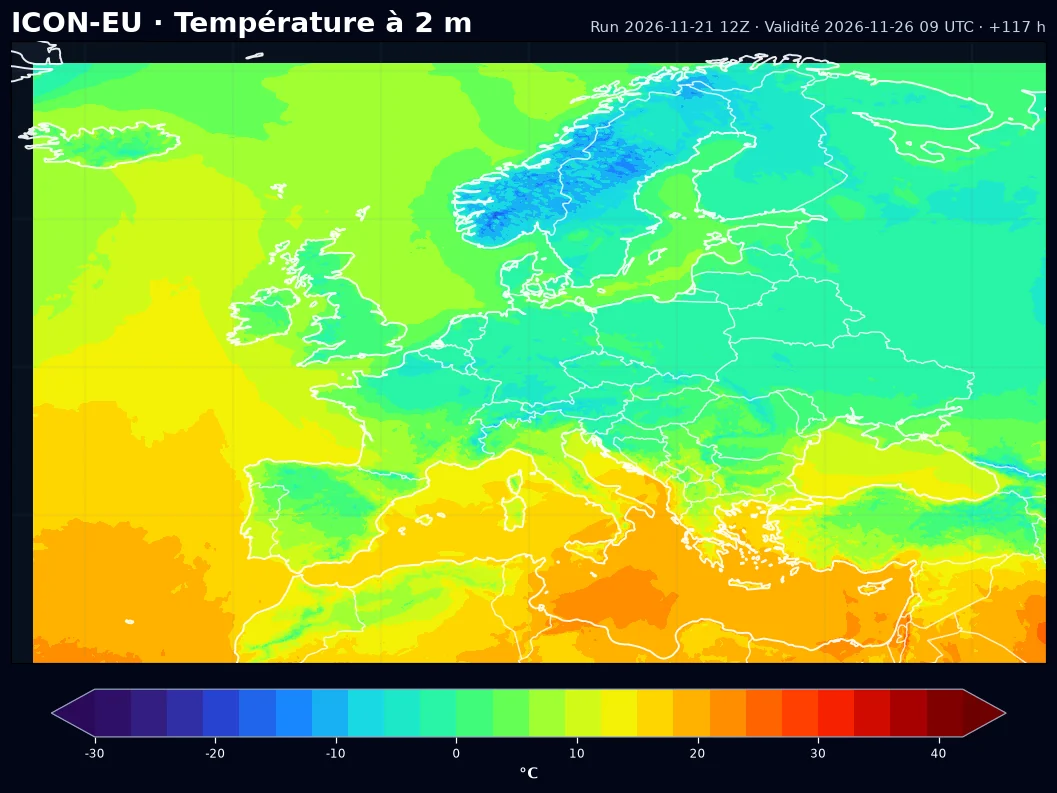 ICON-EU · Température à 2 m
Run 2026-11-21 12Z · Validité 2026-11-26 09 UTC · +117 h
-30 -20 -10 0 10 20 30 40
°C